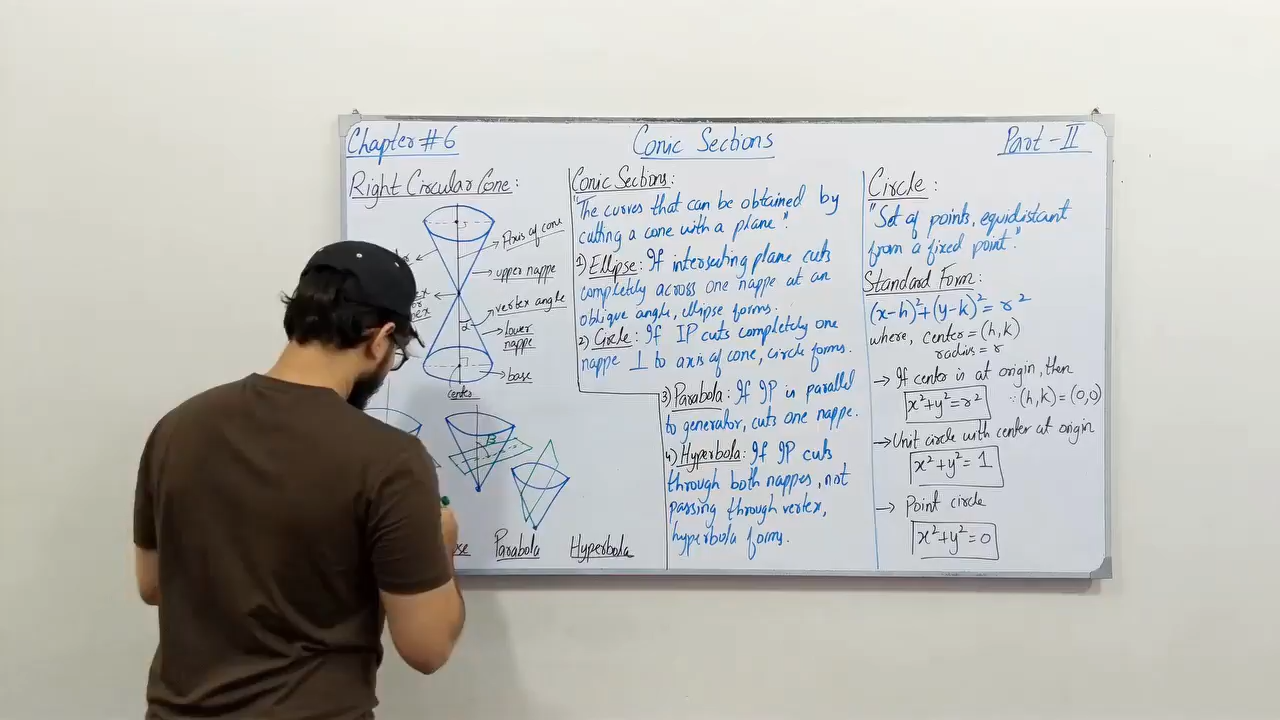 Chapter #6
Conic Sections
Part - II
Right Circular Cone:
Axis of cone
upper nappe
vertex angle
α
lower
nappe
base
center
B
Parabola
Hyperbola
Conic Sections:
"The curves that can be obtained by
cutting a cone with a plane".
1) Ellipse: If intersecting plane cuts
completely across one nappe at an
oblique angle, ellipse forms.
2) Circle: If IP cuts completely one
nappe ⊥ to axis of cone, circle forms.
3) Parabola: If IP is parallel
to generator, cuts one nappe.
4) Hyperbola: If IP cuts
through both nappes, not
passing through vertex,
hyperbola forms.
Circle:
"Set of points, equidistant
from a fixed point."
Standard Form:
(x-h)²+(y-k)² = r²
where, center = (h, k)
radius = r
→ If center is at origin, then
x²+y²=r² ∵ (h, k) = (0,0)
→ Unit circle with center at origin
x²+y²=1
→ Point circle
x²+y²=0